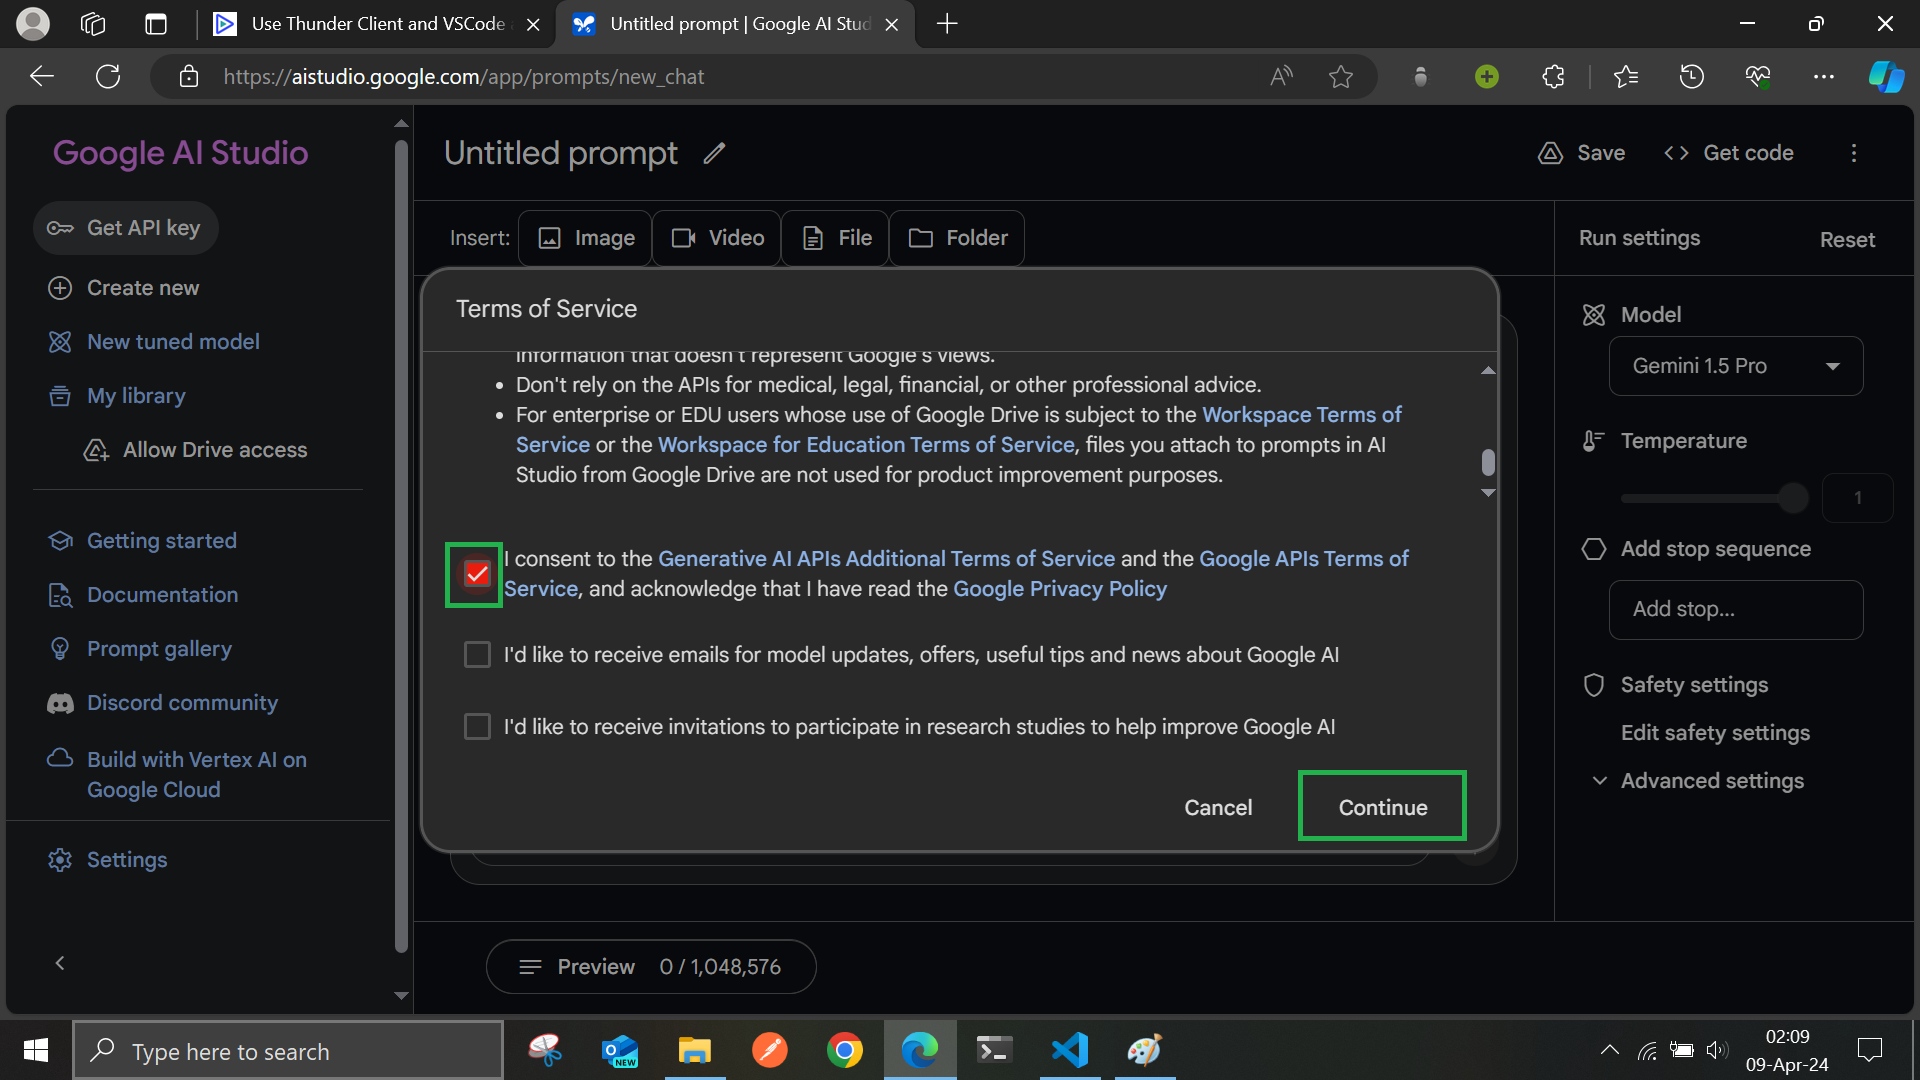 Use Thunder Client and VSCode
Untitled prompt | Google AI Stud
https://aistudio.google.com/app/prompts/new_chat
Google AI Studio
Get API key
Create new
New tuned model
My library
Allow Drive access
Getting started
Documentation
Prompt gallery
Discord community
Build with Vertex AI on
Google Cloud
Settings
Untitled prompt
Save
Get code
Insert:
Image
Video
File
Folder
Terms of Service
information that doesn't represent Google's views.
• Don't rely on the APIs for medical, legal, financial, or other professional advice.
• For enterprise or EDU users whose use of Google Drive is subject to the Workspace Terms of
Service or the Workspace for Education Terms of Service, files you attach to prompts in AI
Studio from Google Drive are not used for product improvement purposes.
I consent to the Generative AI APIs Additional Terms of Service and the Google APIs Terms of
Service, and acknowledge that I have read the Google Privacy Policy
I'd like to receive emails for model updates, offers, useful tips and news about Google AI
I'd like to receive invitations to participate in research studies to help improve Google AI
Cancel
Continue
Preview 0 / 1,048,576
Run settings
Reset
Model
Gemini 1.5 Pro
Temperature
1
Add stop sequence
Add stop...
Safety settings
Edit safety settings
Advanced settings
Type here to search
NEW
02:09
09-Apr-24